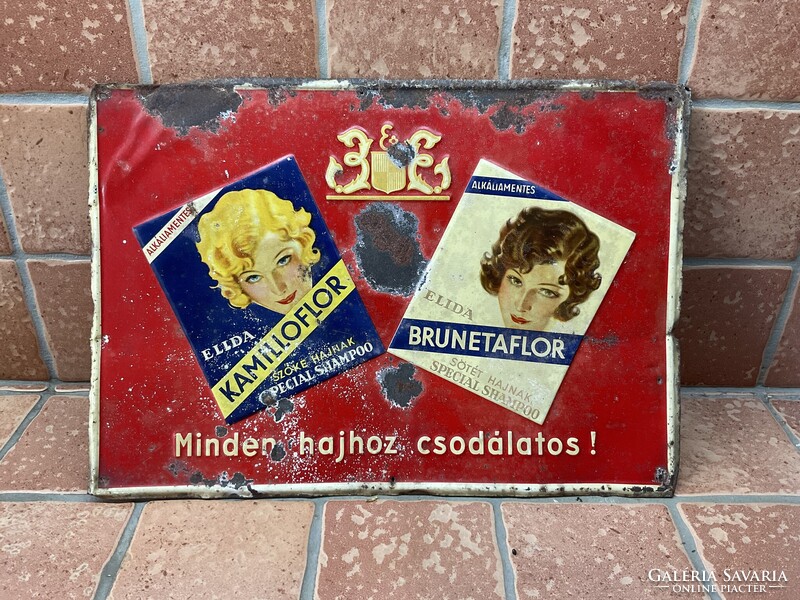 ALKÁLIAMENTES
ELIDA
KAMILLOFLOR
SZŐKE HAJNAK
SPECIAL SHAMPOO
ALKÁLIAMENTES
ELIDA
BRUNETAFLOR
SÖTÉT HAJNAK
SPECIAL SHAMPOO
Minden hajhoz csodálatos!
GALERIA SAVARIA
ONLINE PIACTÉR